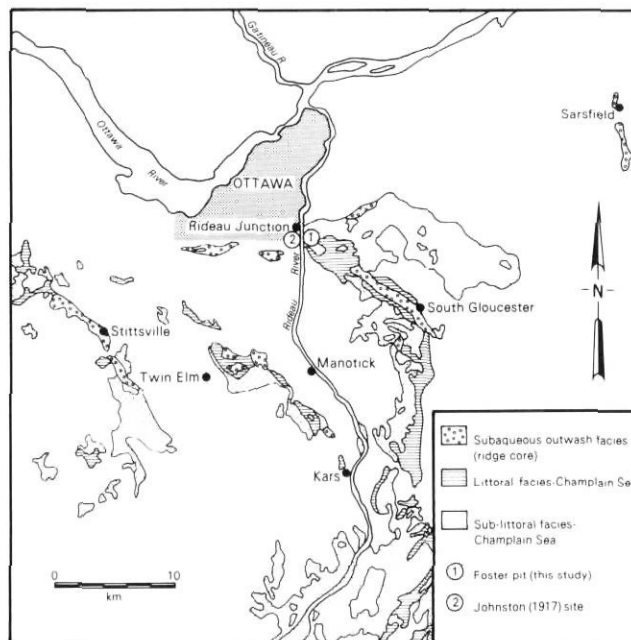 Gatineau R.
Sarsfield
Ottawa
River
OTTAWA
Rideau Junction
2 1
River
Rideau
South Gloucester
N
Stittsville
Twin Elm
Manotick
Kars
0 10
km
Subaqueous outwash facies
(ridge core)
Littoral facies-Champlain Se
Sub-littoral facies-
Champlain Sea
1 Foster pit (this study)
2 Johnston (1917) site